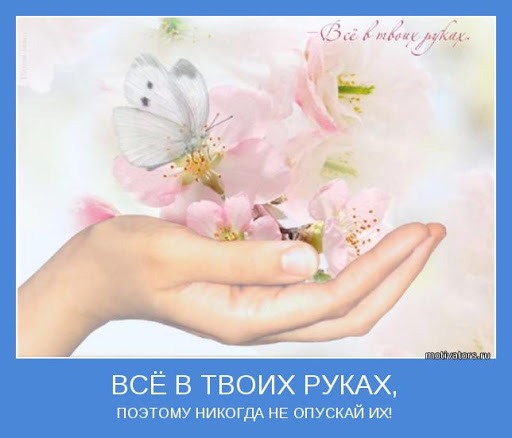 Всё в твоих руках.
motivators.ru
ВСЁ В ТВОИХ РУКАХ,
ПОЭТОМУ НИКОГДА НЕ ОПУСКАЙ ИХ!